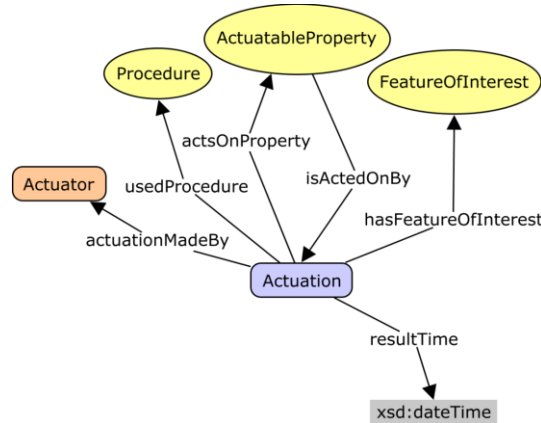 ActuatableProperty
Procedure
FeatureOfInterest
actsOnProperty
Actuator
usedProcedure
isActedOnBy
hasFeatureOfInterest
actuationMadeBy
Actuation
resultTime
xsd:dateTime